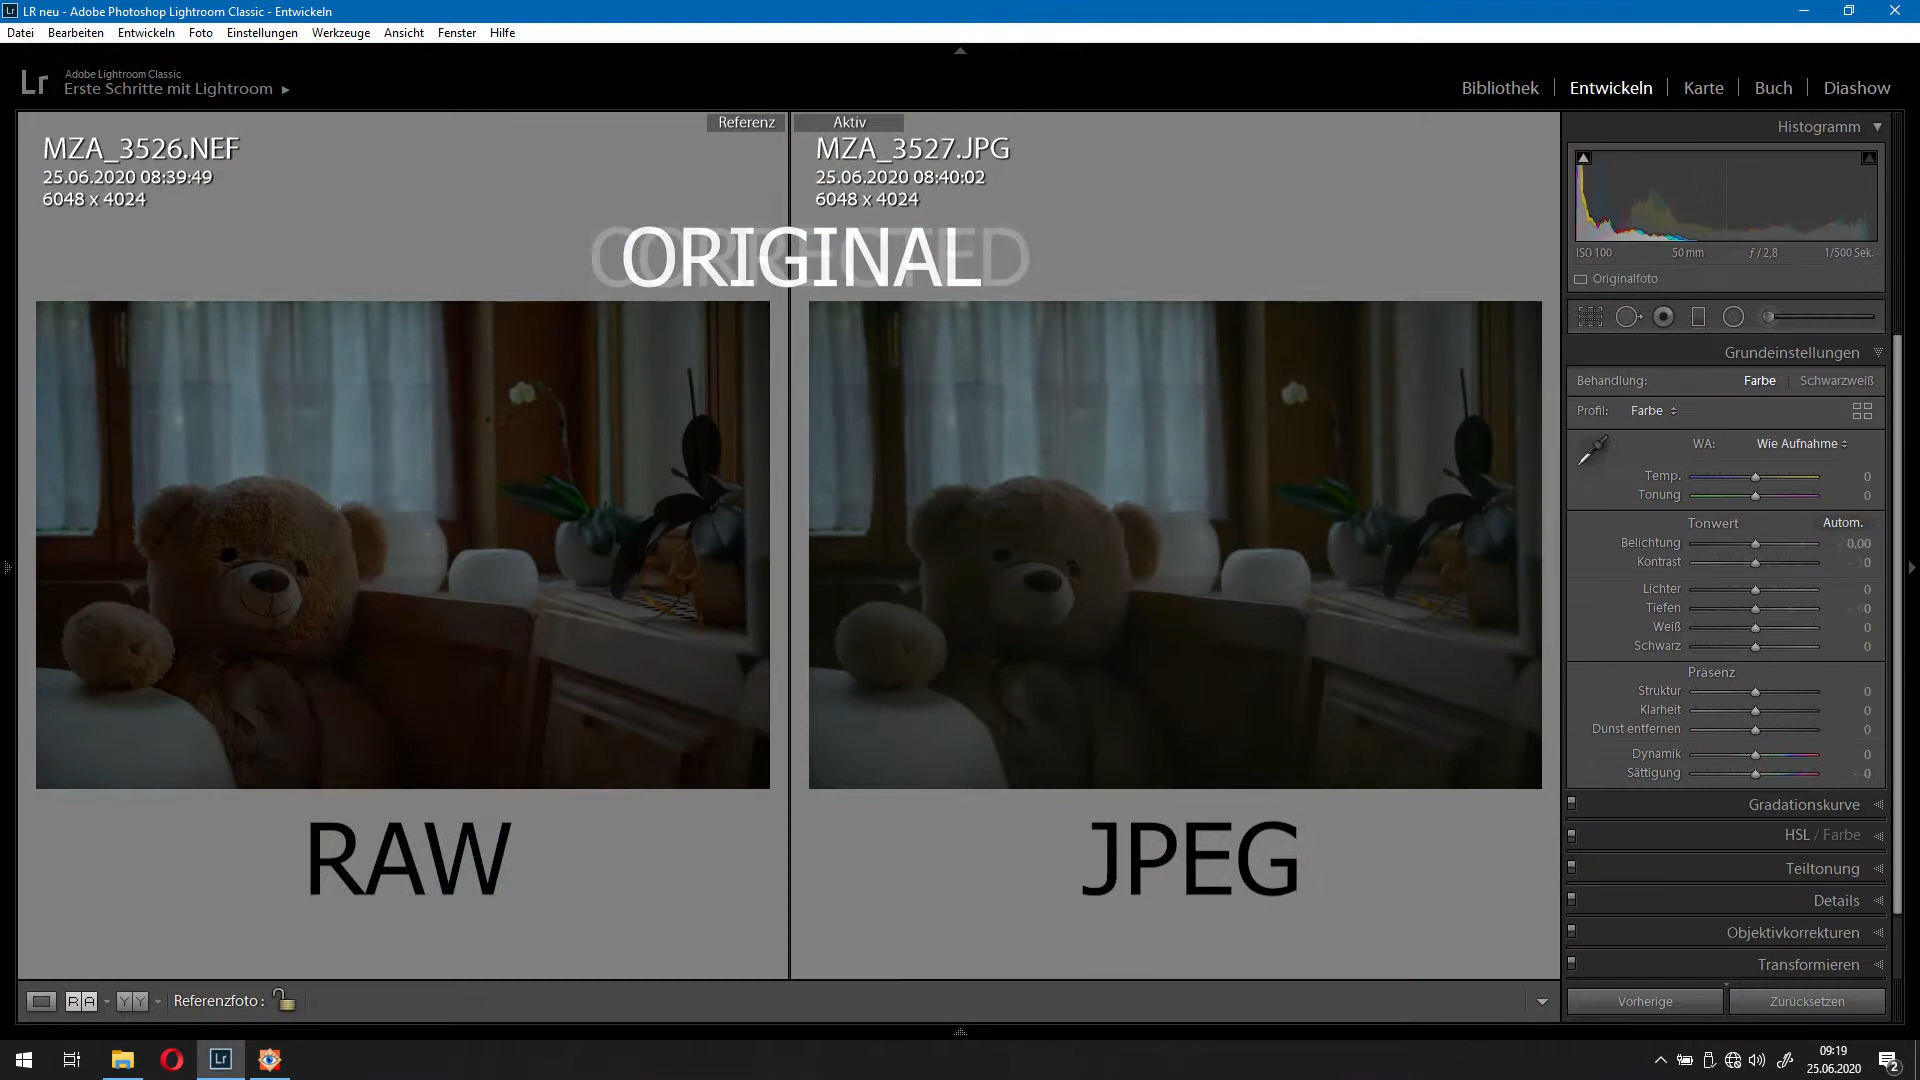 LR neu - Adobe Photoshop Lightroom Classic - Entwickeln
Datei Bearbeiten Entwickeln Foto Einstellungen Werkzeuge Ansicht Fenster Hilfe
Lr
Adobe Lightroom Classic
Erste Schritte mit Lightroom
Bibliothek Entwickeln Karte Buch Diashow
Referenz
Aktiv
MZA_3526.NEF
25.06.2020 08:39:49
6048 x 4024
MZA_3527.JPG
25.06.2020 08:40:02
6048 x 4024
ORIGINAL
RAW
JPEG
Histogramm
ISO 100 50 mm ƒ / 2,8 1/500 Sek.
Originalfoto
Grundeinstellungen
Behandlung: Farbe Schwarzweiß
Profil: Farbe
WA: Wie Aufnahme
Temp. 0
Tonung 0
Tonwert Autom.
Belichtung 0,00
Kontrast 0
Lichter 0
Tiefen 0
Weiß 0
Schwarz 0
Präsenz
Struktur 0
Klarheit 0
Dunst entfernen 0
Dynamik 0
Sättigung 0
Gradationskurve
HSL / Farbe
Teiltonung
Details
Objektivkorrekturen
Transformieren
R A Y Y Referenzfoto :
Vorherige Zurücksetzen
Lr
09:19
25.06.2020
2